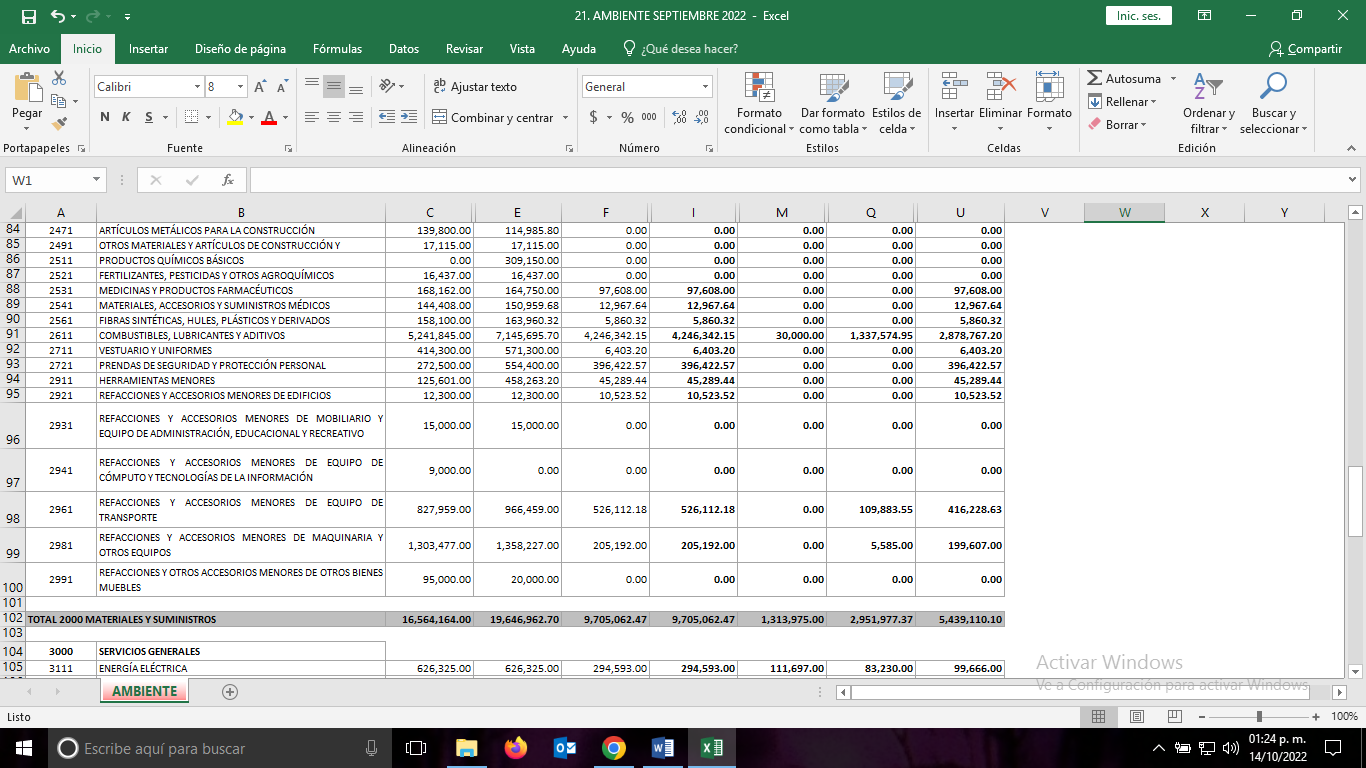 21. AMBIENTE SEPTIEMBRE 2022 - Excel
Inic. ses.
Archivo Inicio Insertar Diseño de página Fórmulas Datos Revisar Vista Ayuda ¿Qué desea hacer? Compartir
Pegar
Calibri 8
Ajustar texto
General
N K S
Combinar y centrar
$ % 000
Formato condicional
Dar formato como tabla
Estilos de celda
Insertar Eliminar Formato
Autosuma
Rellenar
Borrar
Ordenar y filtrar
Buscar y seleccionar
Portapapeles Fuente Alineación Número Estilos Celdas Edición
W1 fx
A B C E F I M Q U V W X Y
84 2471 ARTÍCULOS METÁLICOS PARA LA CONSTRUCCIÓN 139,800.00 114,985.80 0.00 0.00 0.00 0.00 0.00
85 2491 OTROS MATERIALES Y ARTÍCULOS DE CONSTRUCCIÓN Y 17,115.00 17,115.00 0.00 0.00 0.00 0.00 0.00
86 2511 PRODUCTOS QUÍMICOS BÁSICOS 0.00 309,150.00 0.00 0.00 0.00 0.00 0.00
87 2521 FERTILIZANTES, PESTICIDAS Y OTROS AGROQUÍMICOS 16,437.00 16,437.00 0.00 0.00 0.00 0.00 0.00
88 2531 MEDICINAS Y PRODUCTOS FARMACÉUTICOS 168,162.00 164,750.00 97,608.00 97,608.00 0.00 0.00 97,608.00
89 2541 MATERIALES, ACCESORIOS Y SUMINISTROS MÉDICOS 144,408.00 150,959.68 12,967.64 12,967.64 0.00 0.00 12,967.64
90 2561 FIBRAS SINTÉTICAS, HULES, PLÁSTICOS Y DERIVADOS 158,100.00 163,960.32 5,860.32 5,860.32 0.00 0.00 5,860.32
91 2611 COMBUSTIBLES, LUBRICANTES Y ADITIVOS 5,241,845.00 7,145,695.70 4,246,342.15 4,246,342.15 30,000.00 1,337,574.95 2,878,767.20
92 2711 VESTUARIO Y UNIFORMES 414,300.00 571,300.00 6,403.20 6,403.20 0.00 0.00 6,403.20
93 2721 PRENDAS DE SEGURIDAD Y PROTECCIÓN PERSONAL 272,500.00 554,400.00 396,422.57 396,422.57 0.00 0.00 396,422.57
94 2911 HERRAMIENTAS MENORES 125,601.00 458,263.20 45,289.44 45,289.44 0.00 0.00 45,289.44
95 2921 REFACCIONES Y ACCESORIOS MENORES DE EDIFICIOS 12,300.00 12,300.00 10,523.52 10,523.52 0.00 0.00 10,523.52
96 2931 REFACCIONES Y ACCESORIOS MENORES DE MOBILIARIO Y
EQUIPO DE ADMINISTRACIÓN, EDUCACIONAL Y RECREATIVO 15,000.00 15,000.00 0.00 0.00 0.00 0.00 0.00
97 2941 REFACCIONES Y ACCESORIOS MENORES DE EQUIPO DE
CÓMPUTO Y TECNOLOGÍAS DE LA INFORMACIÓN 9,000.00 0.00 0.00 0.00 0.00 0.00 0.00
98 2961 REFACCIONES Y ACCESORIOS MENORES DE EQUIPO DE
TRANSPORTE 827,959.00 966,459.00 526,112.18 526,112.18 0.00 109,883.55 416,228.63
99 2981 REFACCIONES Y ACCESORIOS MENORES DE MAQUINARIA Y
OTROS EQUIPOS 1,303,477.00 1,358,227.00 205,192.00 205,192.00 0.00 5,585.00 199,607.00
100 2991 REFACCIONES Y OTROS ACCESORIOS MENORES DE OTROS BIENES
MUEBLES 95,000.00 20,000.00 0.00 0.00 0.00 0.00 0.00
101
102 TOTAL 2000 MATERIALES Y SUMINISTROS 16,564,164.00 19,646,962.70 9,705,062.47 9,705,062.47 1,313,975.00 2,951,977.37 5,439,110.10
103
104 3000 SERVICIOS GENERALES
105 3111 ENERGÍA ELÉCTRICA 626,325.00 626,325.00 294,593.00 294,593.00 111,697.00 83,230.00 99,666.00
Activar Windows
Ve a Configuración para activar Windows.
AMBIENTE
Listo
100%
Escribe aquí para buscar
01:24 p. m.
14/10/2022